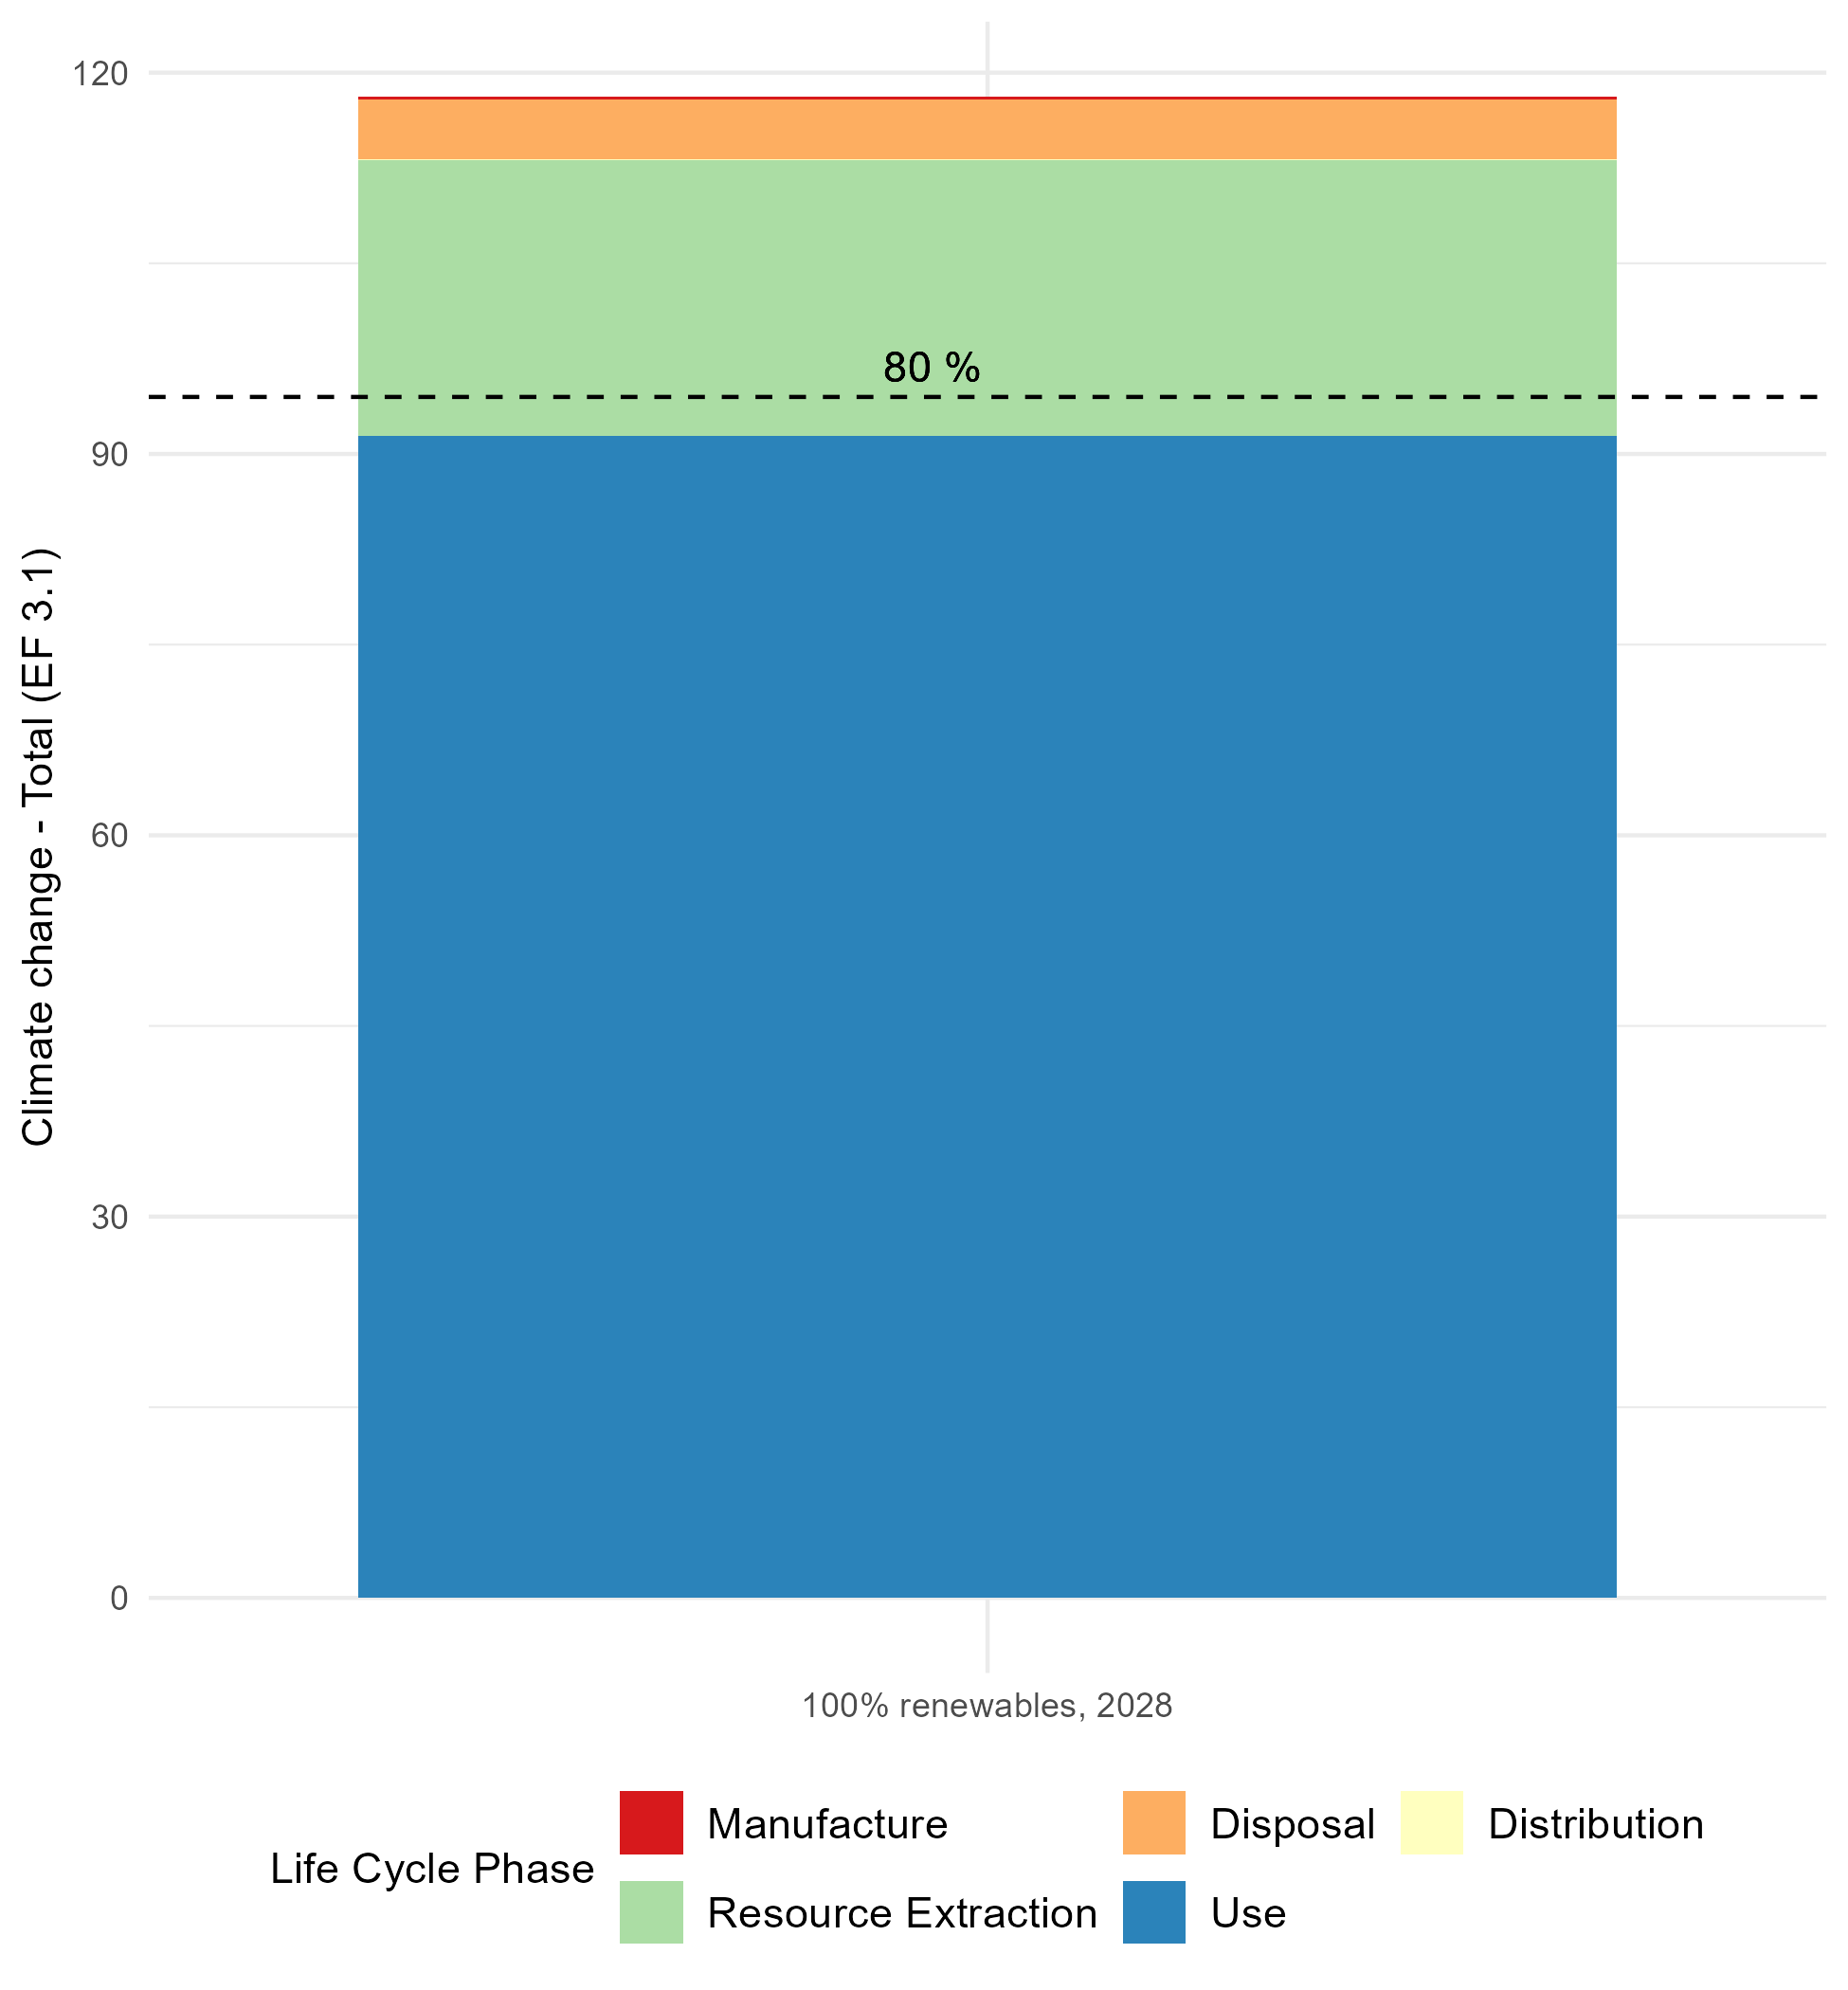 120
80 %
90
60
30
0
Climate change - Total (EF 3.1)
100% renewables, 2028
Life Cycle Phase
Manufacture
Disposal
Distribution
Resource Extraction
Use